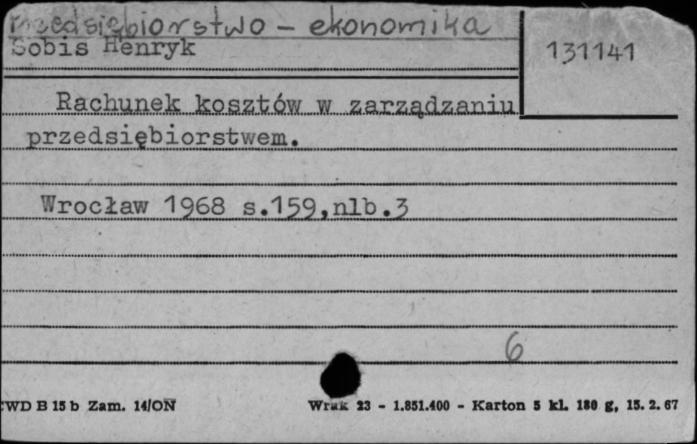 Przedsiębiorstwo - ekonomika
Sobis Henryk
131141
Rachunek kosztów w zarządzaniu
przedsiębiorstwem.
Wrocław 1968 s.159,nlb.3
6
CWD B 15 b Zam. 14/ON
Wrak 23 - 1.851.400 - Karton 5 kl. 180 g, 15.2.67